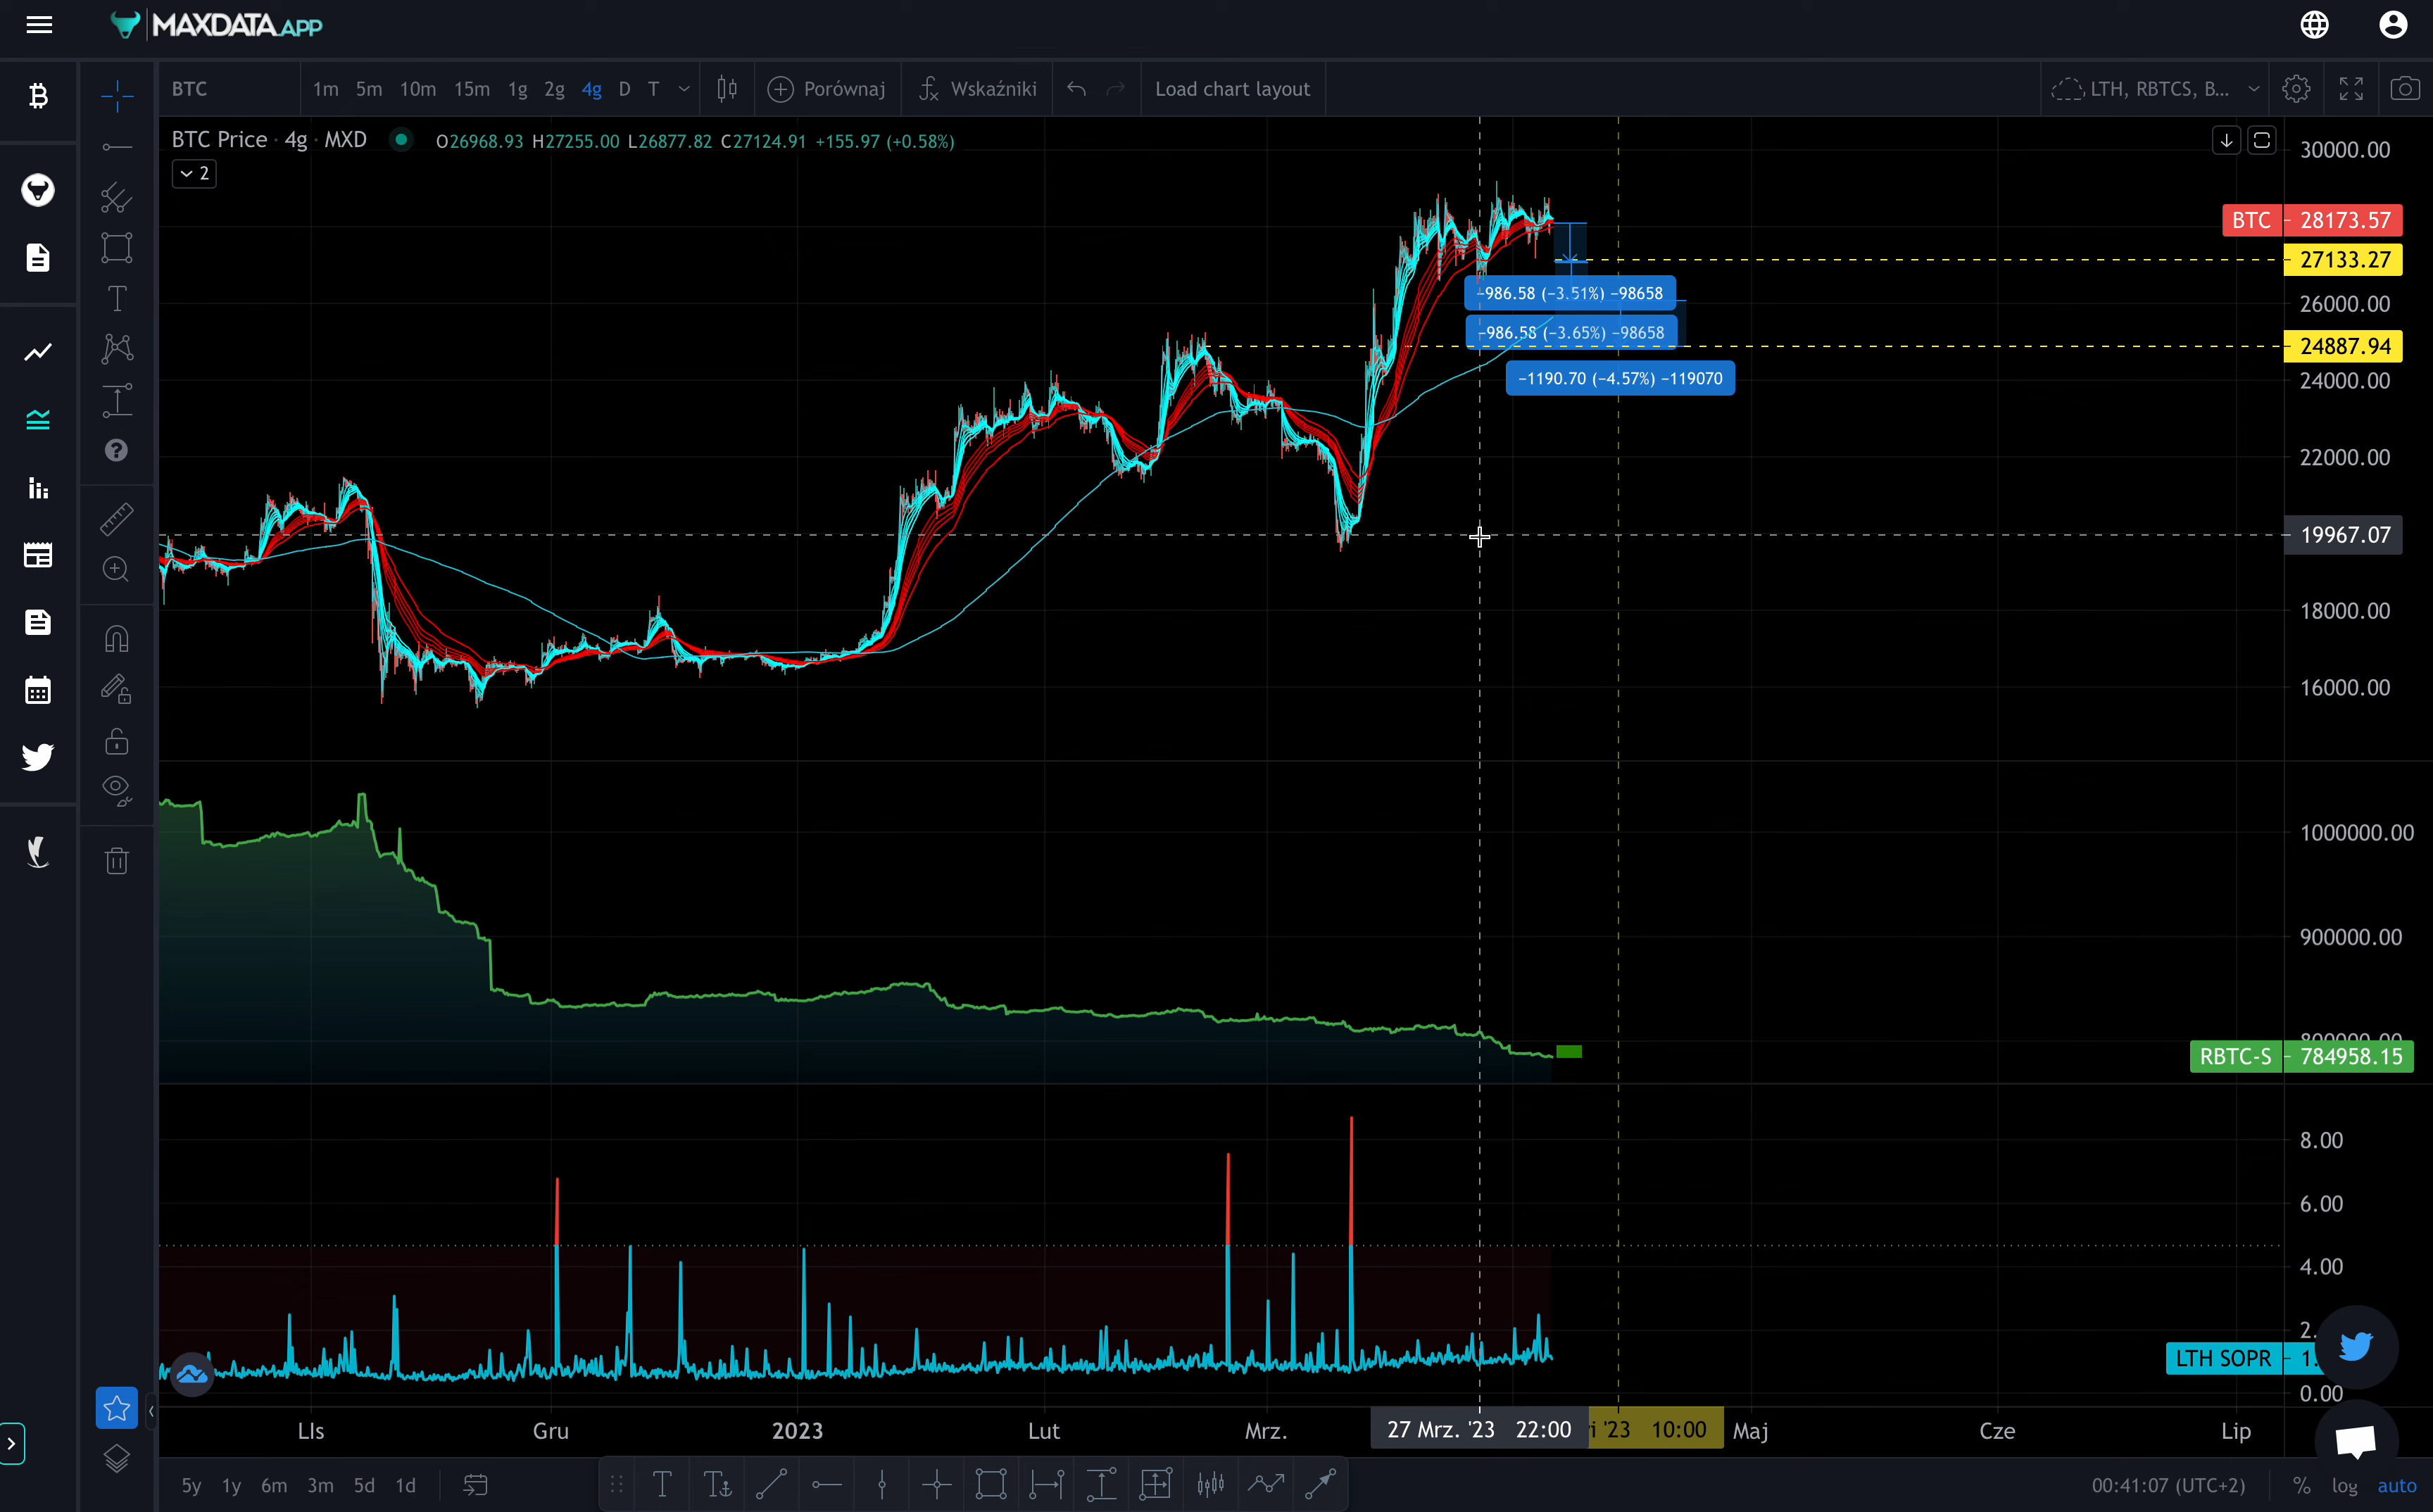 MAXDATA.APP
BTC
1m 5m 10m 15m 1g 2g 4g D T
Porównaj
Wskaźniki
Load chart layout
LTH, RBTCS, B...
BTC Price · 4g · MXD
O26968.93 H27255.00 L26877.82 C27124.91 +155.97 (+0.58%)
2
30000.00
BTC 28173.57
27133.27
−986.58 (−3.51%) −98658
26000.00
−986.58 (−3.65%) −98658
24887.94
−1190.70 (−4.57%) −119070
24000.00
22000.00
19967.07
18000.00
16000.00
1000000.00
900000.00
800000.00
RBTC-S 784958.15
8.00
6.00
4.00
2.
LTH SOPR 1.
0.00
LIs Gru 2023 Lut Mrz. 27 Mrz. '23 22:00 '23 10:00 Maj Cze Lip
5y 1y 6m 3m 5d 1d
00:41:07 (UTC+2) % log auto